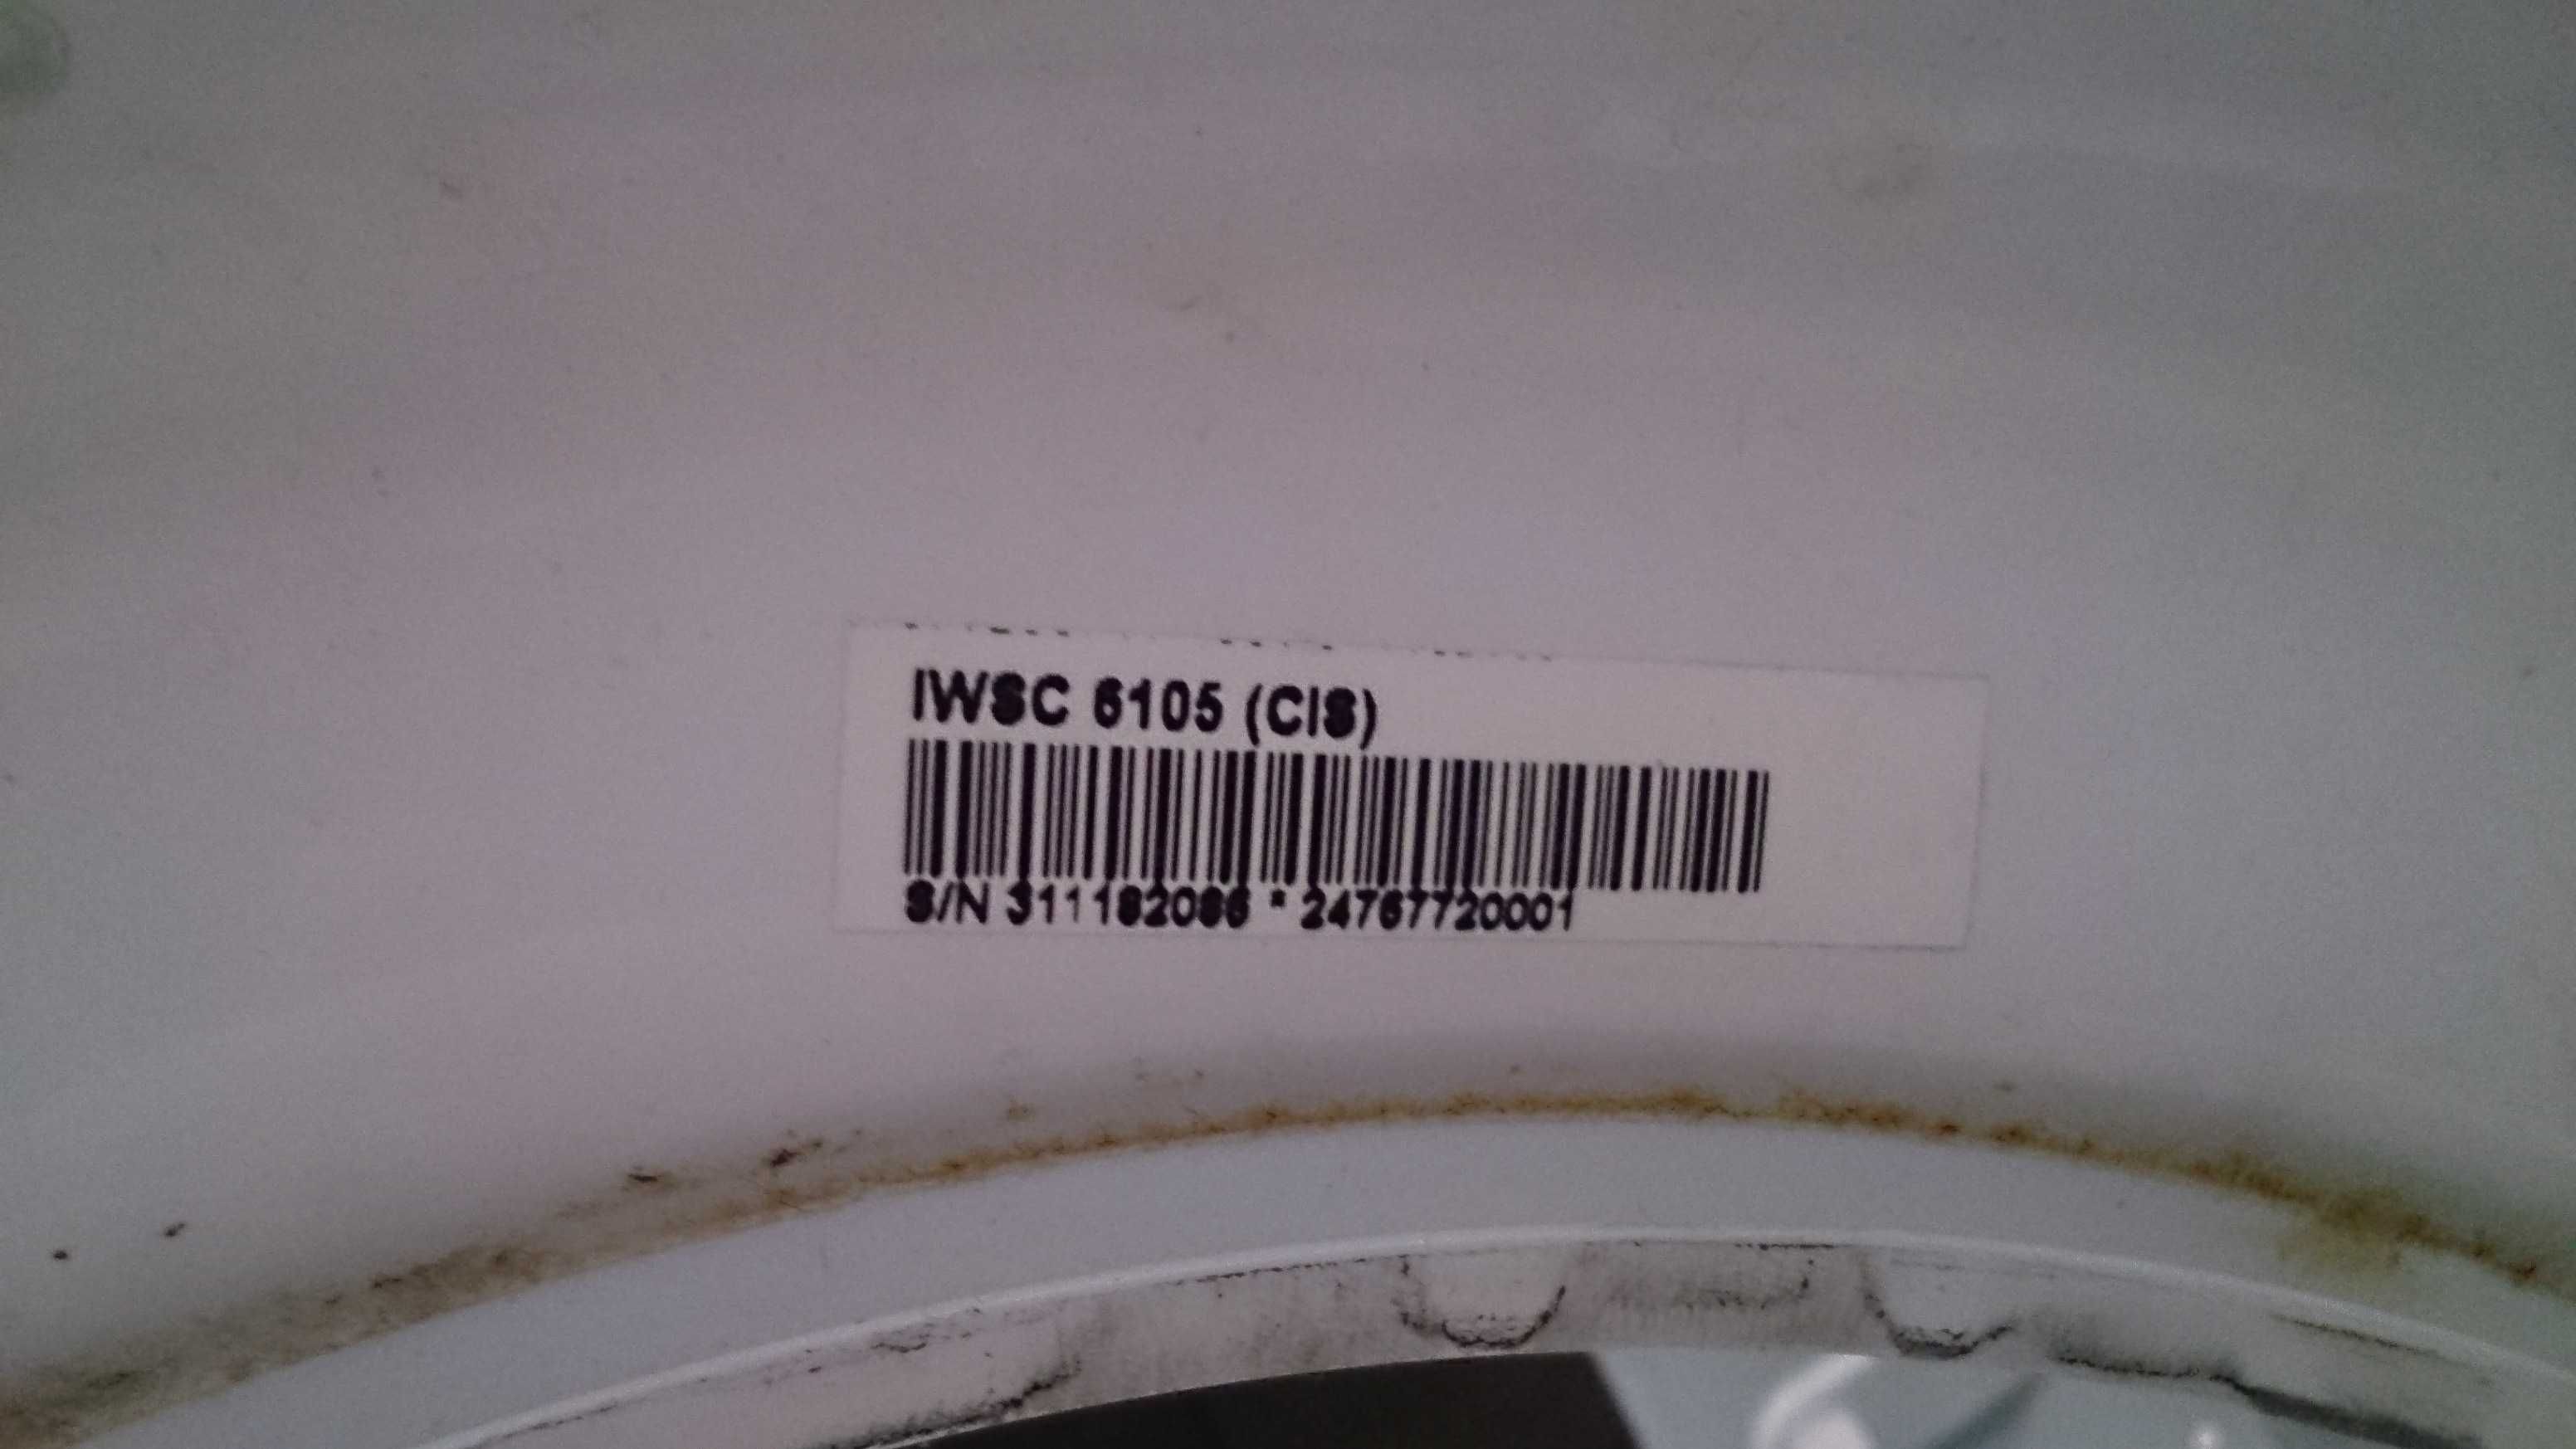 IWSC 6105 (CIS)
S/N 311182086 * 24767720001